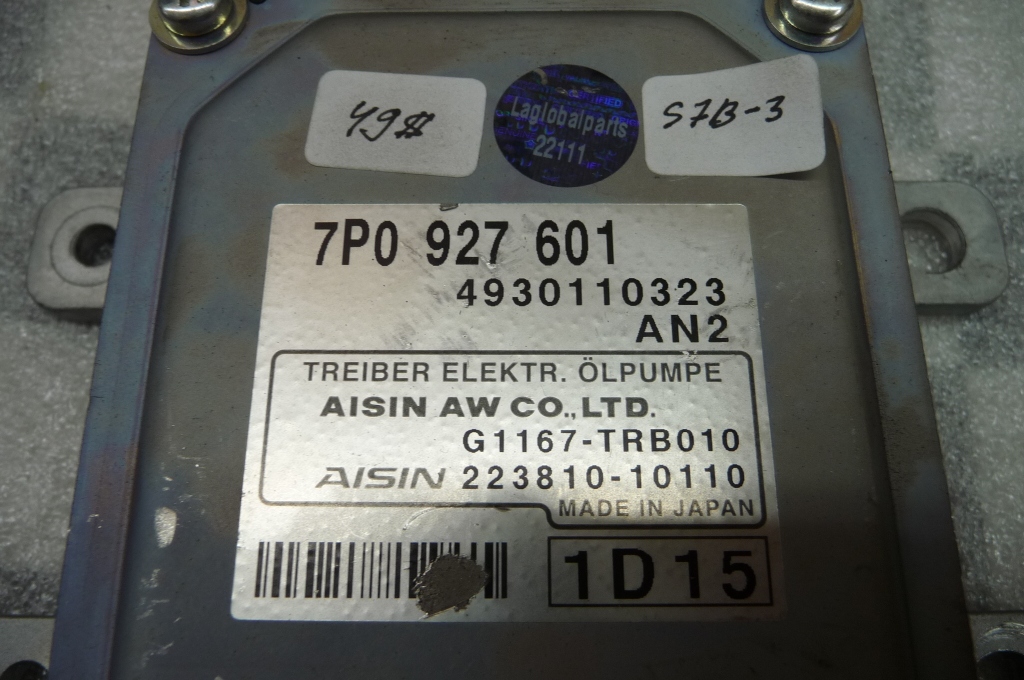 49$
Laglobalparts
22111
S7B-3
7P0 927 601
4930110323
AN2
TREIBER ELEKTR. ÖLPUMPE
AISIN AW CO.,LTD.
G1167-TRB010
AISIN 223810-10110
MADE IN JAPAN
1D15